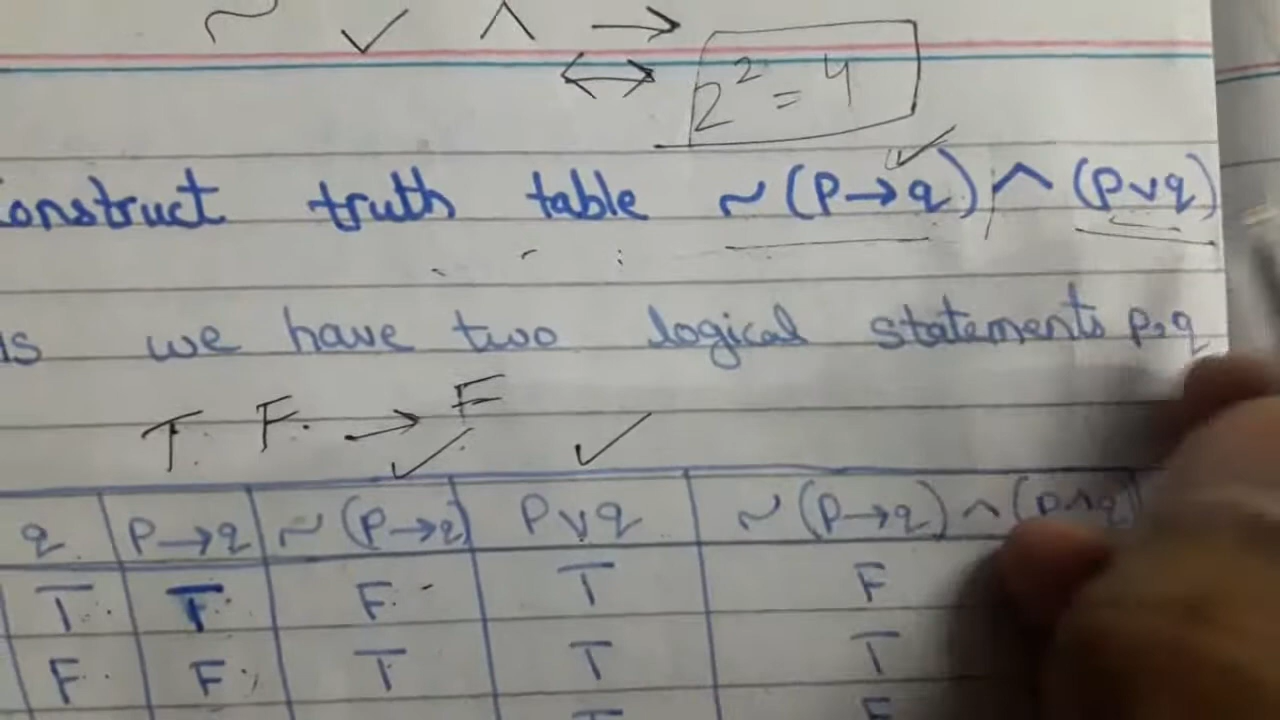 ~ ∨ ∧ →
↔ 2² = 4
onstruct truth table ~(P→q) ∧ (P∨q)
we have two logical statements p,q
T. F. → F
q P→q ~(P→q) P∨q ~(P→q) ∧ (p∧q)
T T F T F
F F T T T
T F